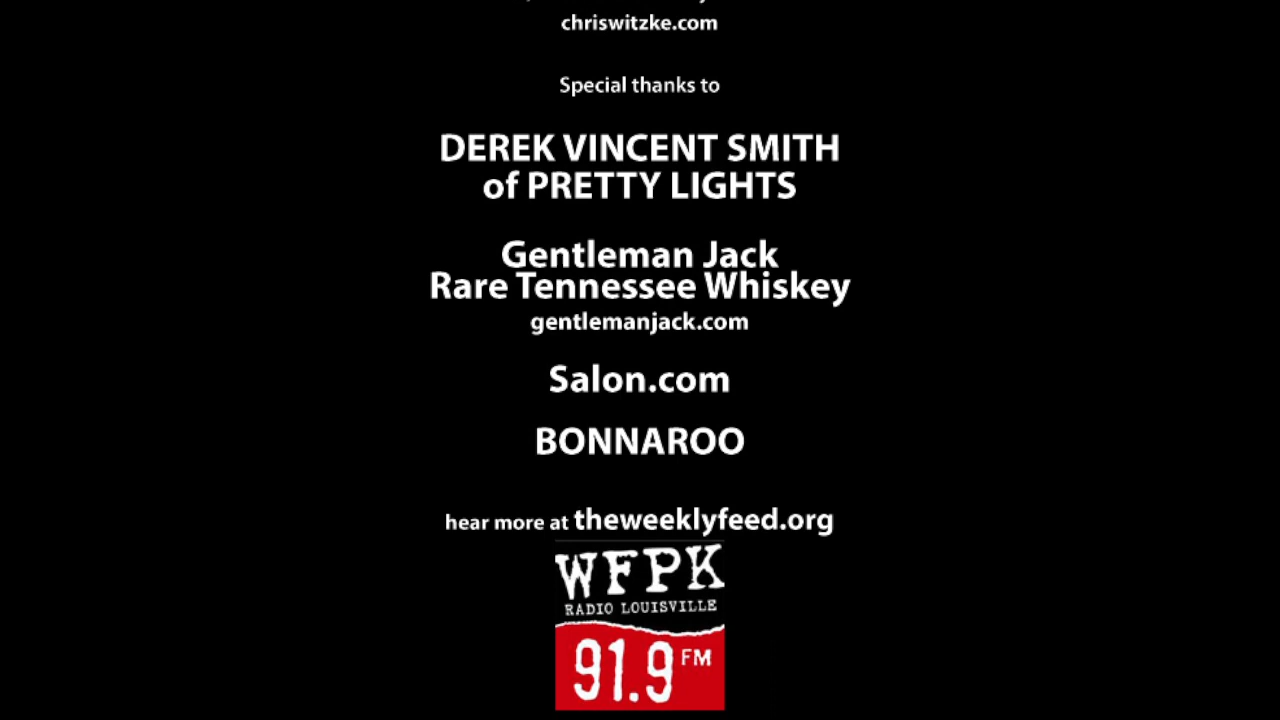 chriswitzke.com
Special thanks to
DEREK VINCENT SMITH
of PRETTY LIGHTS
Gentleman Jack
Rare Tennessee Whiskey
gentlemanjack.com
Salon.com
BONNAROO
hear more at theweeklyfeed.org
WFPK
RADIO LOUISVILLE
91.9 FM